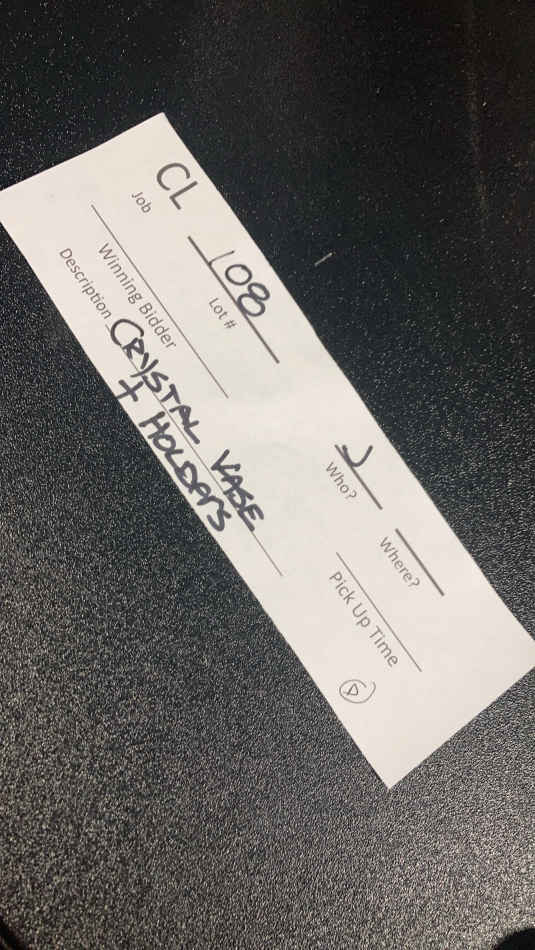 CL 108 J
Job Lot # Who? Where?
Winning Bidder Pick Up Time
Description CRYSTAL VASE
+ HOLDERS
D